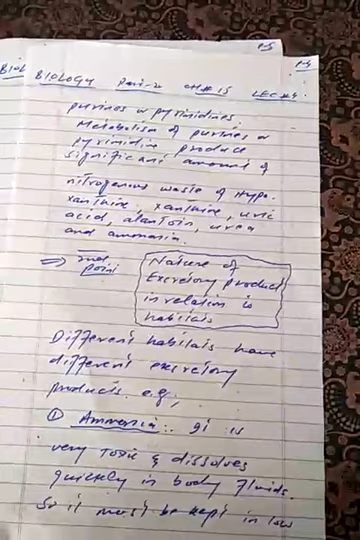 P-5
BIOL
P-5
BIOLOGY Part-2 CH# 15 LEC #4
purines or pyrimidines.
Metabolism of purines or
pyrimidine produce
significant amount of
nitrogenous waste of Hypo-
xanthine, xanthine, uric
acid, alantoin, urea
and ammonia.
⇒ 2nd point
Nature of
Excretory product
in relation to
habitats
Different habitats have
different excretory
products. e.g,
① Ammonia:- It is
very toxic & dissolves
quickly in body fluids.
So it must be kept in low